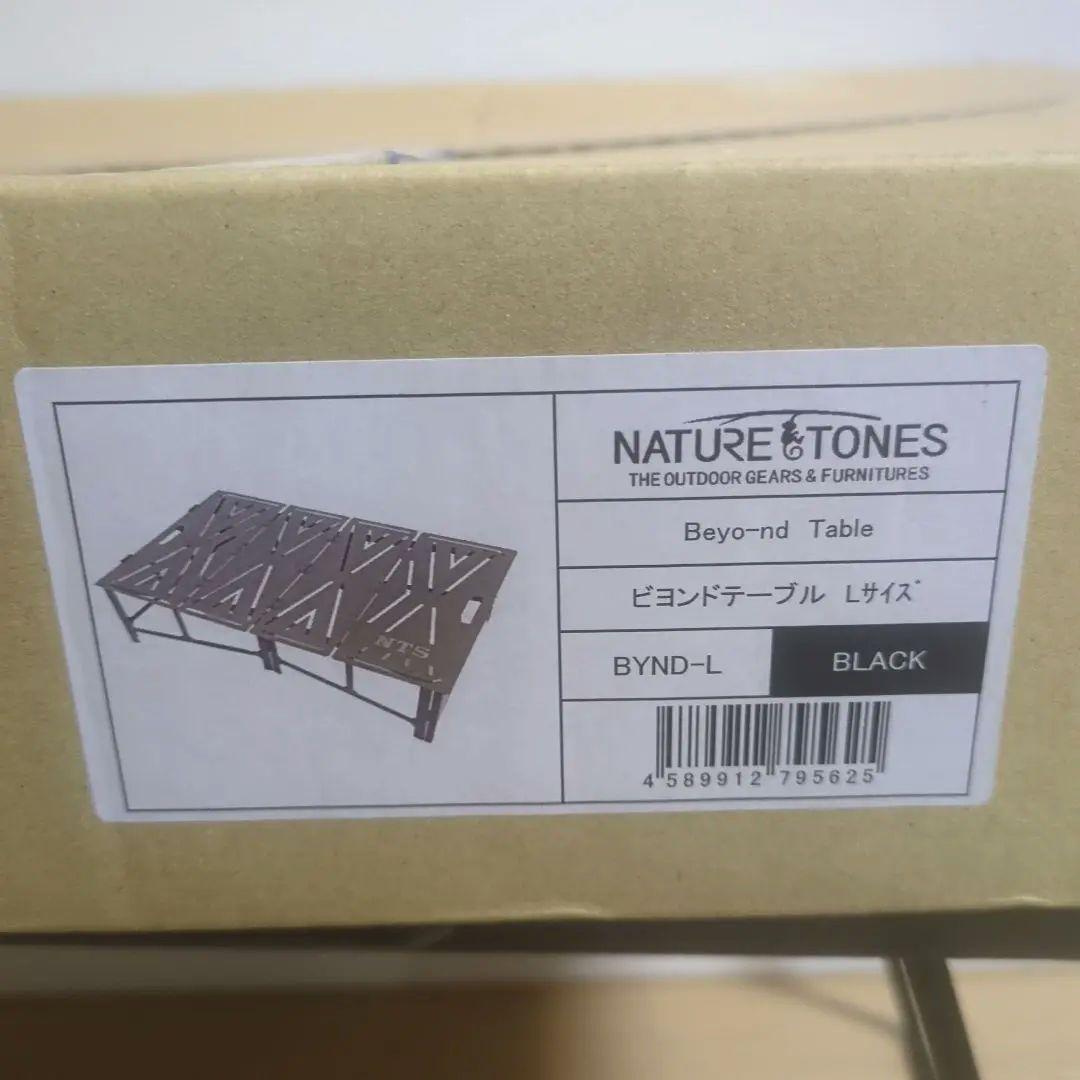 NTS
NATURE TONES
THE OUTDOOR GEARS & FURNITURES
Beyo-nd Table
ビヨンドテーブル Lサイズ
BYND-L
BLACK
4 589912 795625